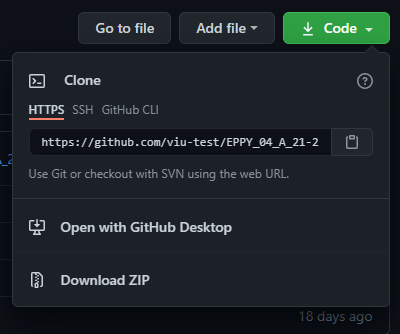 Go to file Add file Code
Clone
HTTPS SSH GitHub CLI
https://github.com/viu-test/EPPY_04_A_21-2
Use Git or checkout with SVN using the web URL.
Open with GitHub Desktop
Download ZIP
18 days ago